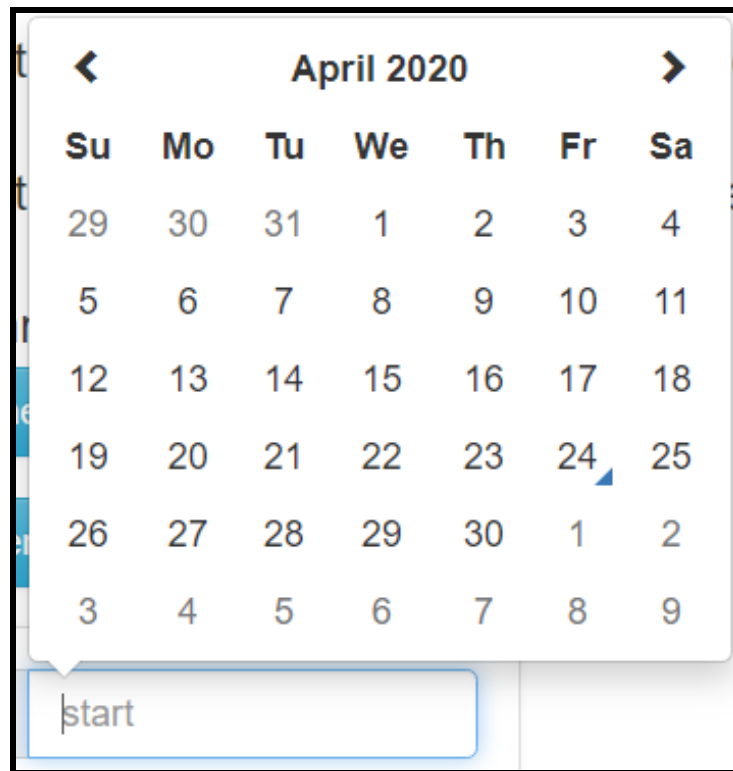 April 2020
Su Mo Tu We Th Fr Sa
29 30 31 1 2 3 4
5 6 7 8 9 10 11
12 13 14 15 16 17 18
19 20 21 22 23 24 25
26 27 28 29 30 1 2
3 4 5 6 7 8 9
start